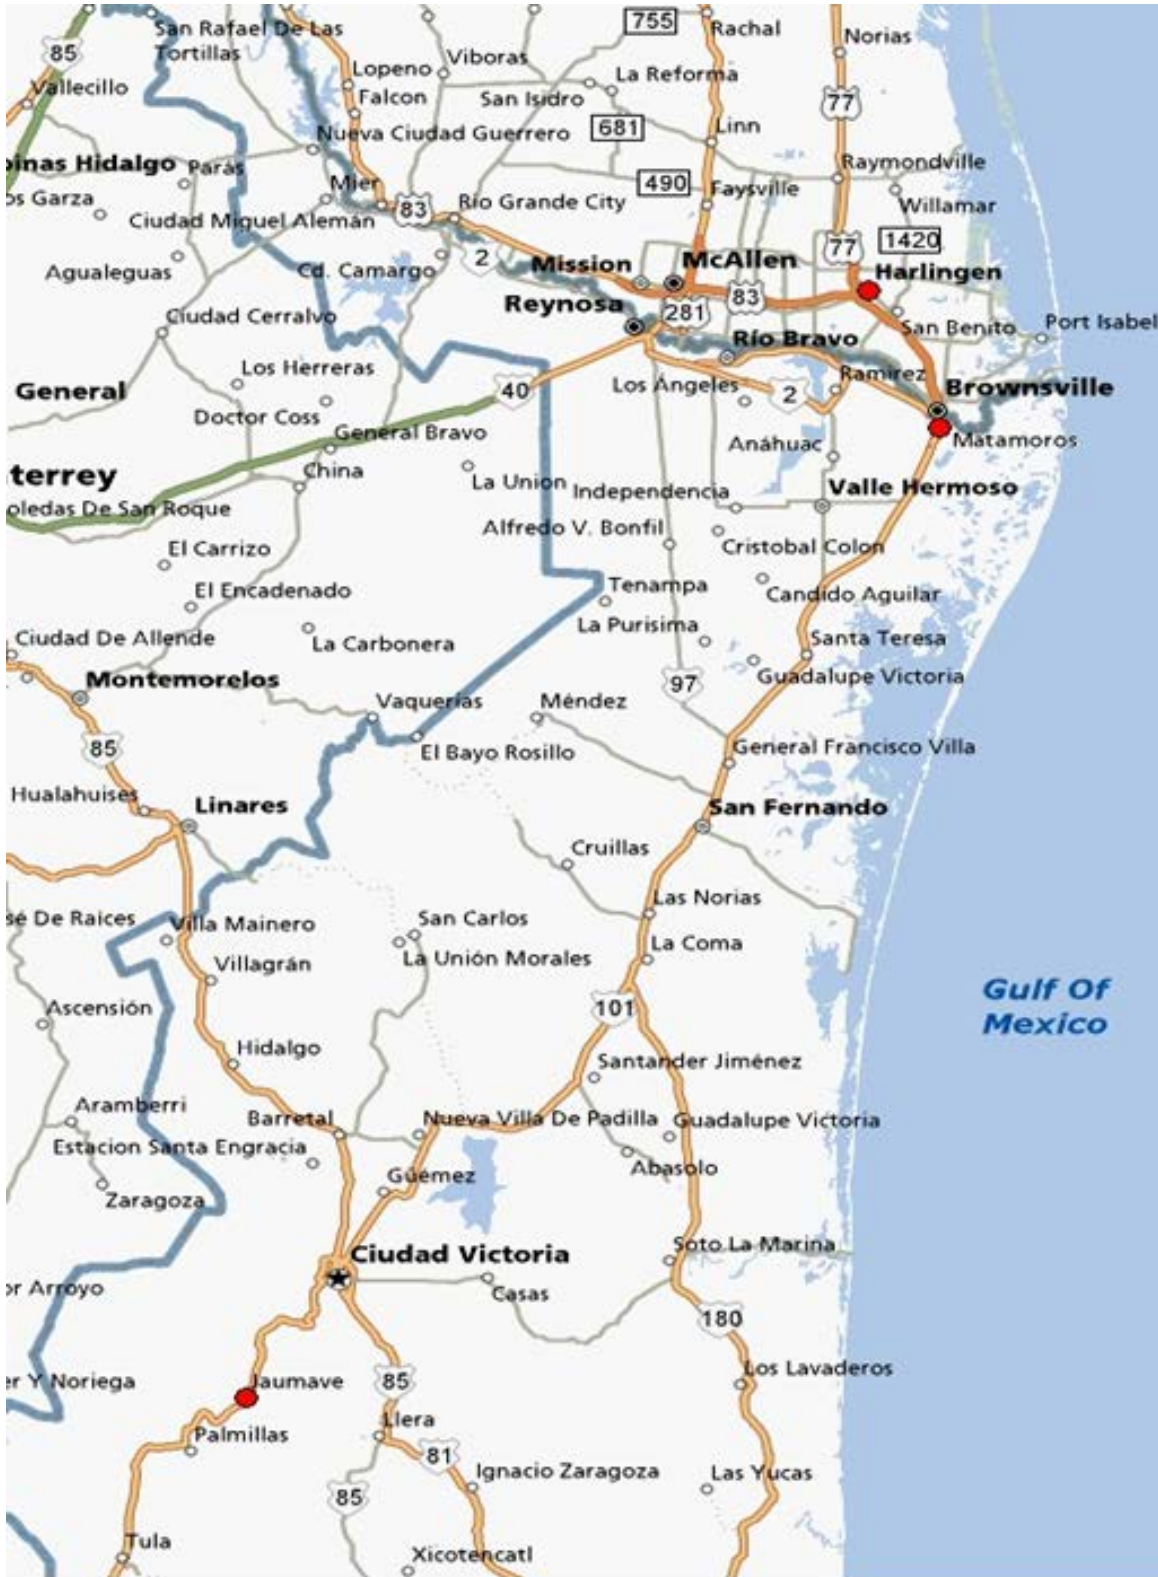 San Rafael De Las
Tortillas
85
Vallecillo
755
Rachal
Norias
Viboras
Lopeno
La Reforma
Falcon
San Isidro
77
Nueva Ciudad Guerrero
681
Linn
inas Hidalgo
Parás
Mier
490
Faysville
Raymondville
os Garza
Ciudad Miguel Alemán
83
Rio Grande City
Willamar
Agualeguas
Cd. Camargo
2
Mission
McAllen
77
1420
Harlingen
Reynosa
281
83
Ciudad Cerralvo
San Benito
Port Isabel
Río Bravo
Los Herreras
General
40
Los Ángeles
2
Ramirez
Brownsville
Doctor Coss
General Bravo
Anáhuac
Matamoros
terrey
China
La Union
Independencia
Valle Hermoso
oledas De San Roque
Alfredo V. Bonfil
El Carrizo
Cristobal Colon
El Encadenado
Tenampa
Candido Aguilar
Ciudad De Allende
La Carbonera
La Purisima
Santa Teresa
Montemorelos
97
Guadalupe Victoria
Vaquerías
Méndez
85
El Bayo Rosillo
General Francisco Villa
Hualahuises
Linares
San Fernando
Cruillas
Las Norias
sé De Raíces
Villa Mainero
San Carlos
La Coma
Villagrán
La Unión Morales
Gulf Of
Mexico
Ascensión
101
Hidalgo
Santander Jiménez
Aramberri
Barretal
Nueva Villa De Padilla
Guadalupe Victoria
Estacion Santa Engracia
Güemez
Abasolo
Zaragoza
Ciudad Victoria
Soto La Marina
or Arroyo
Casas
180
er Y Noriega
Jaumave
85
Los Lavaderos
Palmillas
Llera
81
Ignacio Zaragoza
Las Yucas
85
Tula
Xicotencatl